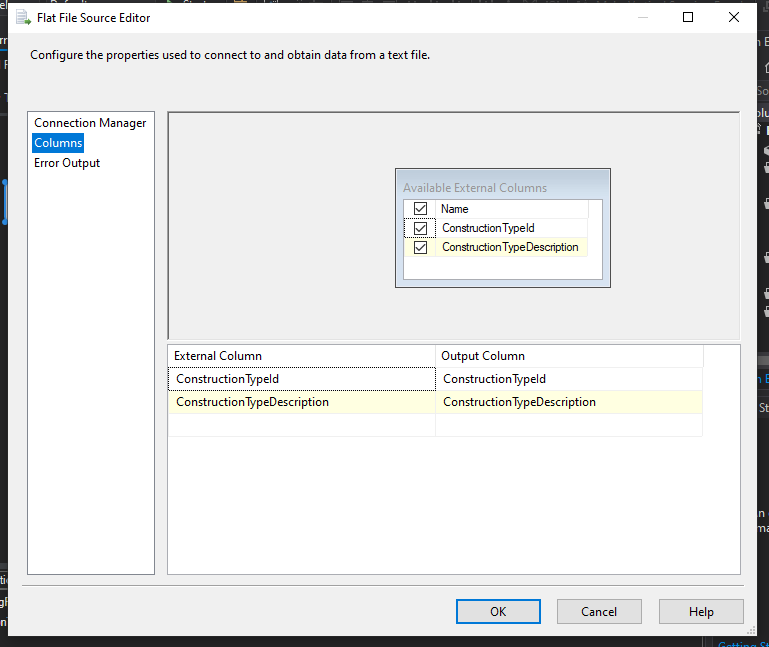 Flat File Source Editor
Configure the properties used to connect to and obtain data from a text file.
Connection Manager
Columns
Error Output
Available External Columns
Name
ConstructionTypeId
ConstructionTypeDescription
External Column
Output Column
ConstructionTypeId
ConstructionTypeId
ConstructionTypeDescription
ConstructionTypeDescription
OK
Cancel
Help